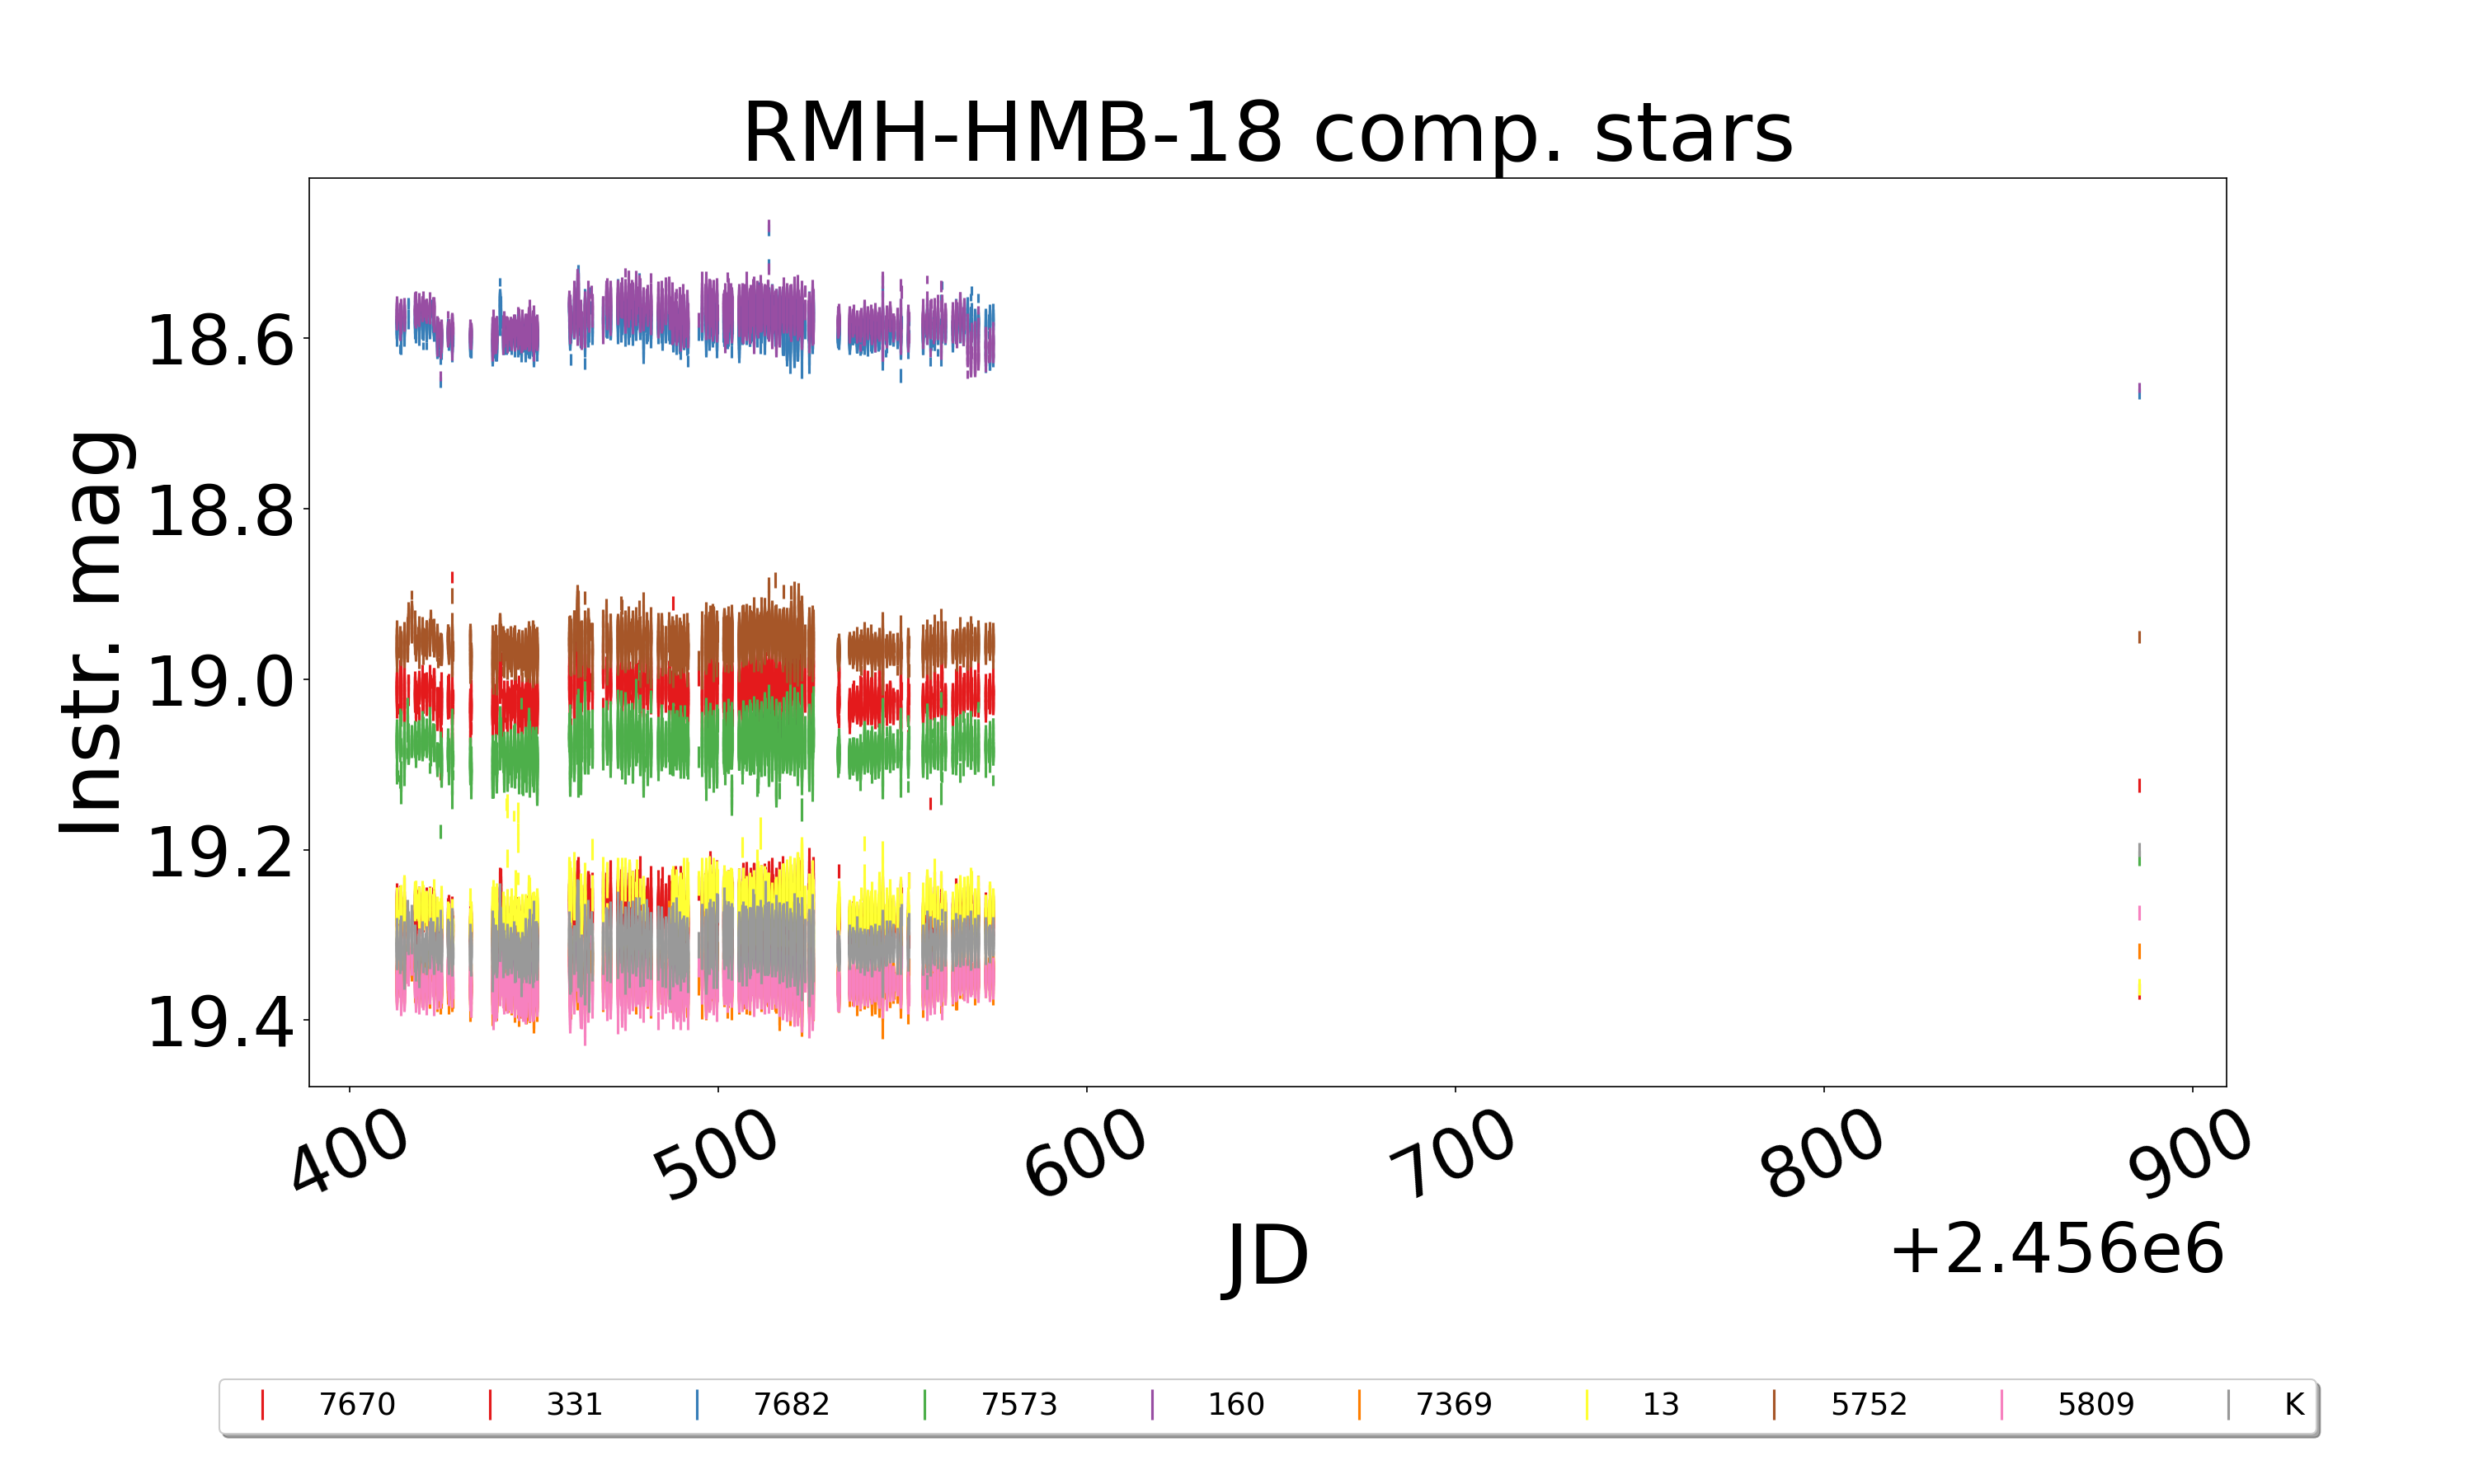 RMH-HMB-18 comp. stars
Instr. mag
18.6
18.8
19.0
19.2
19.4
400 500 600 700 800 900
JD
+2.456e6
7670 331 7682 7573 160 7369 13 5752 5809 K